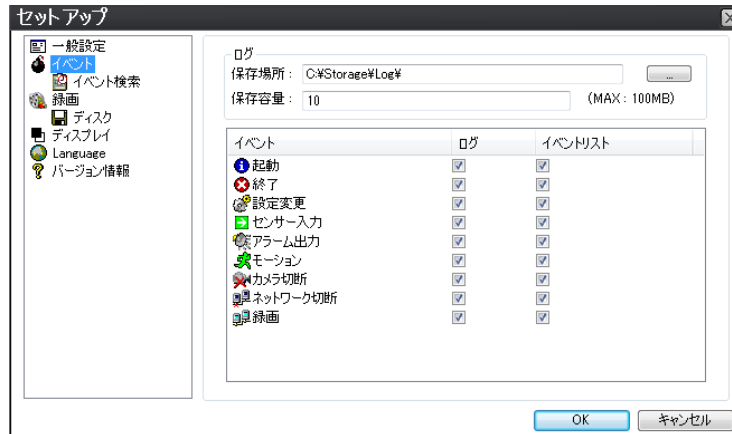 セットアップ
一般設定
イベント
イベント検索
録画
ディスク
ディスプレイ
Language
バージョン情報
ログ
保存場所： C:¥Storage¥Log¥ ...
保存容量： 10 (MAX : 100MB)
イベント ログ イベントリスト
起動
終了
設定変更
センサー入力
アラーム出力
モーション
カメラ切断
ネットワーク切断
録画
OK キャンセル